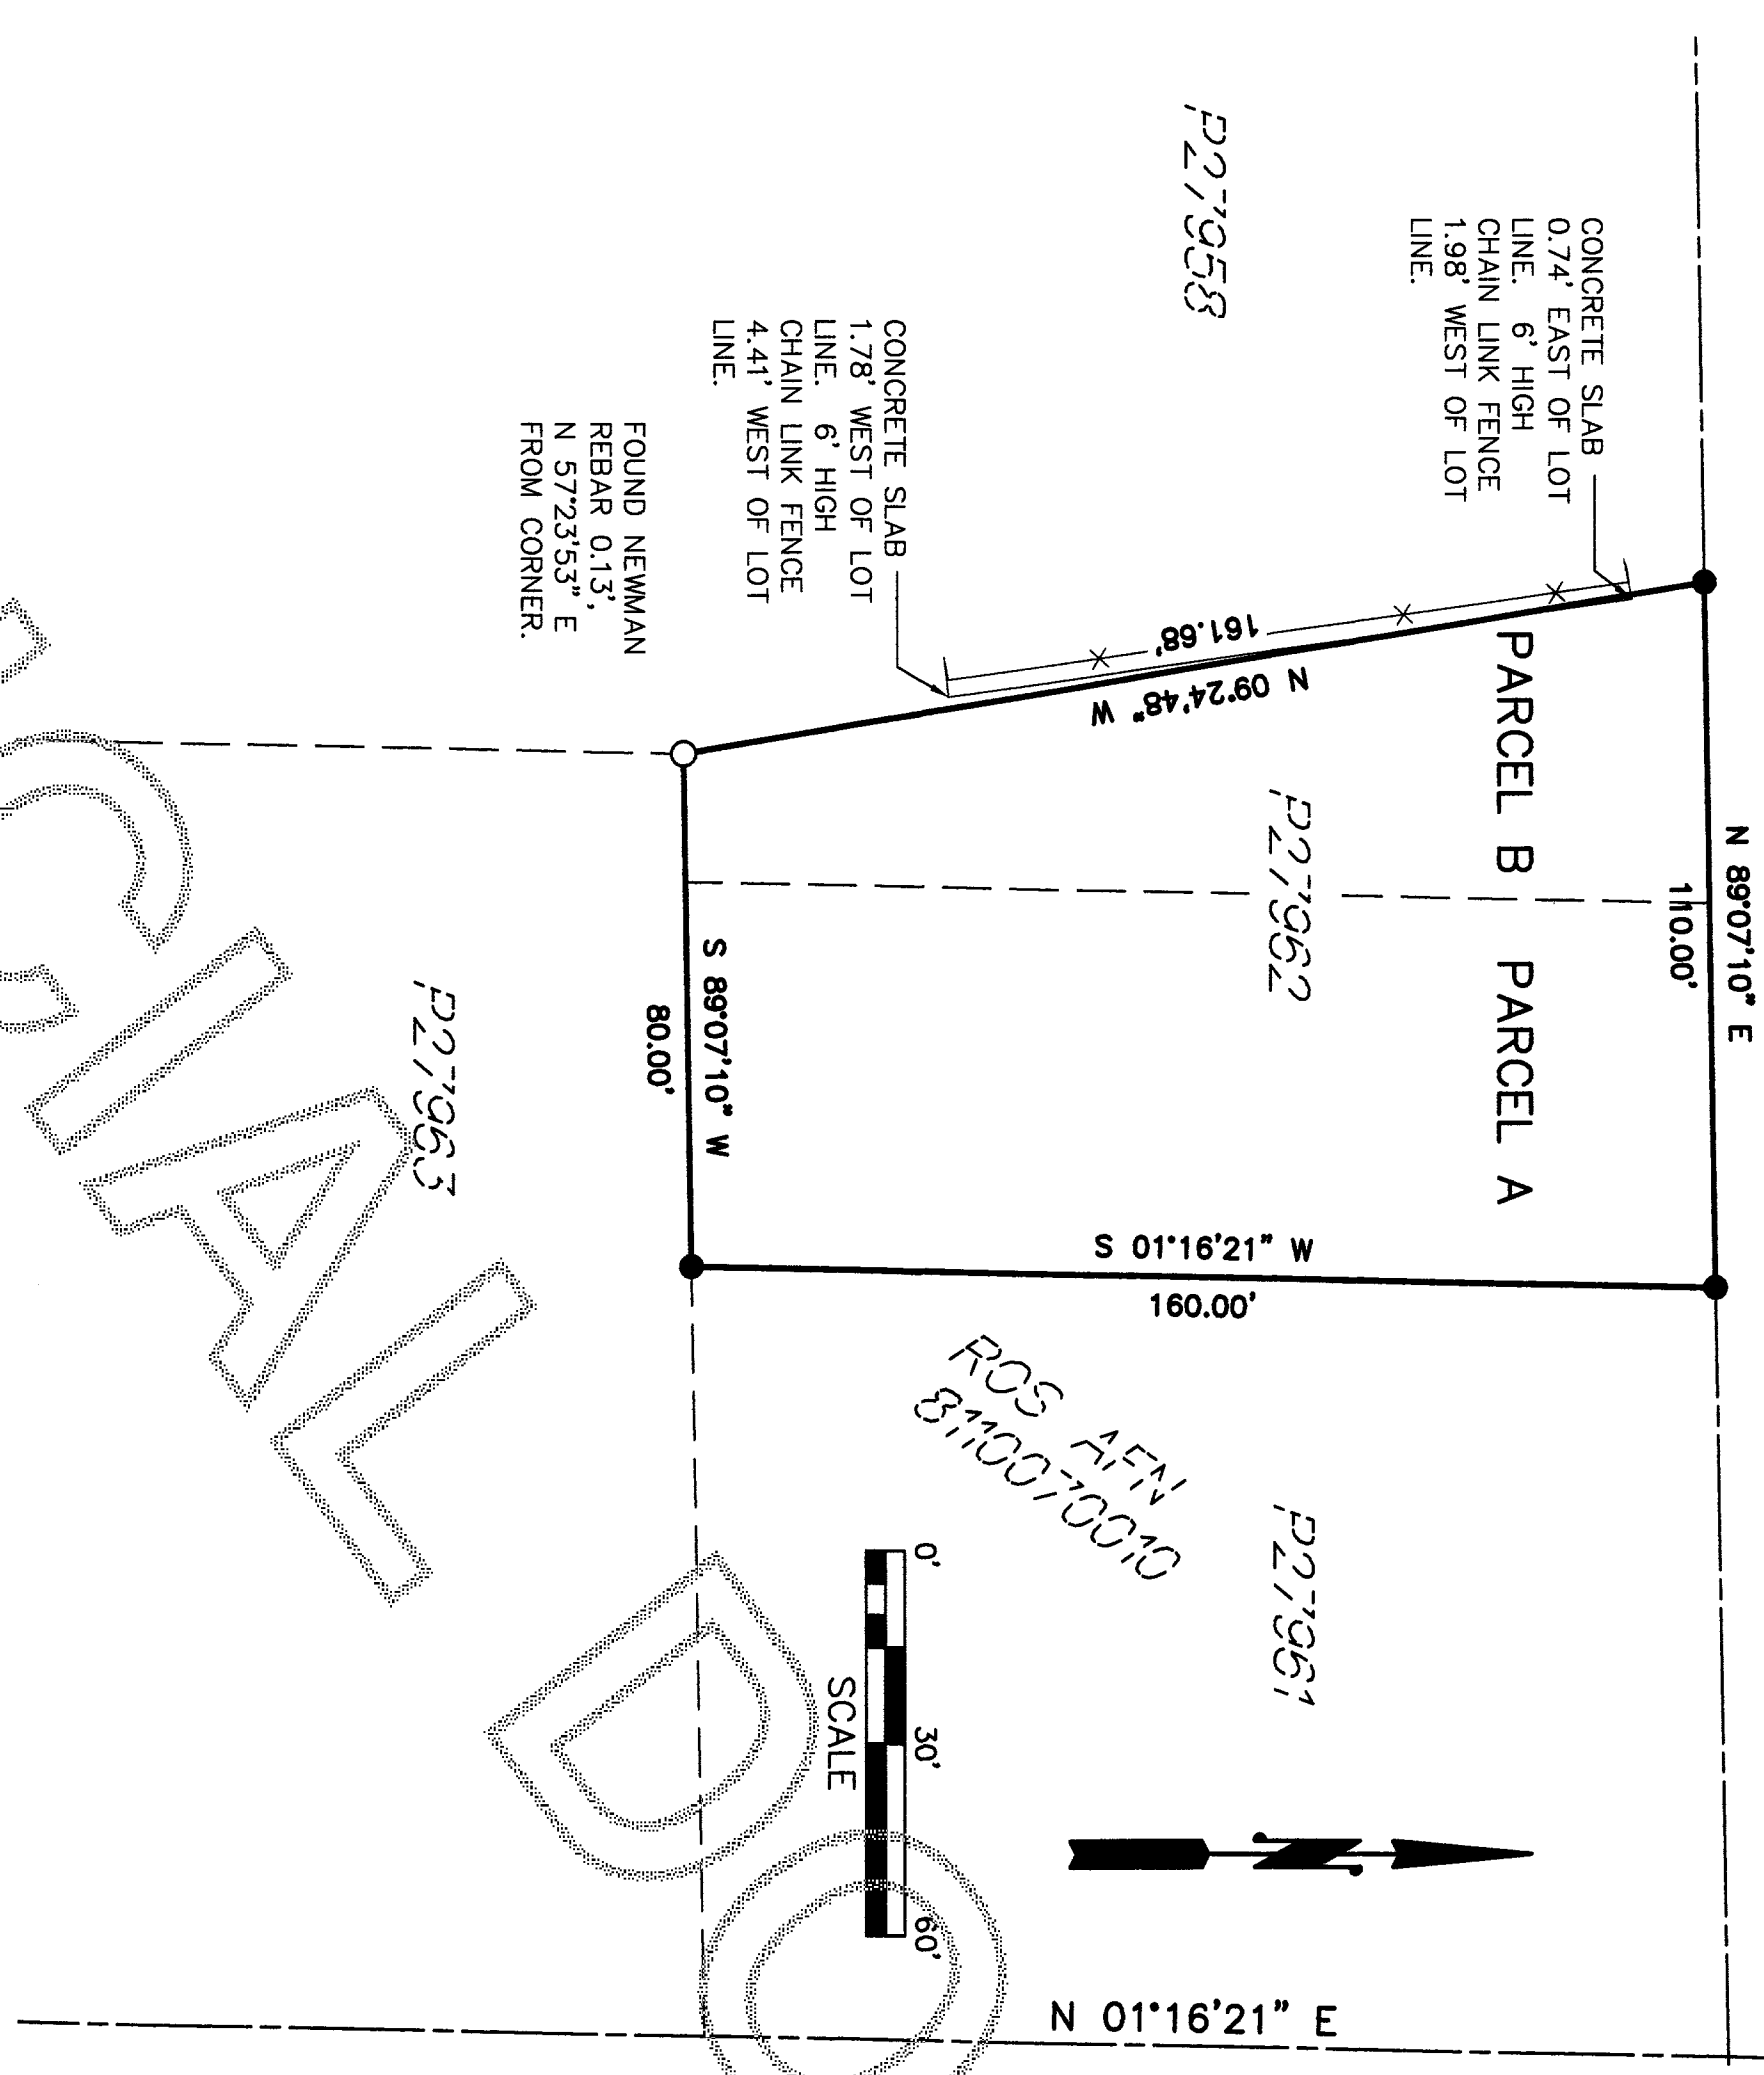 N 89°07'10" E
110.00'
CONCRETE SLAB
0.74' EAST OF LOT
LINE.  6' HIGH
CHAIN LINK FENCE
1.98' WEST OF LOT
LINE.
PARCEL B
PARCEL A
P27958
P27962
P27961
161.68'
N 09°24'48" W
S 01°16'21" W
160.00'
ROS AFN
8110070010
CONCRETE SLAB
1.78' WEST OF LOT
LINE.  6' HIGH
CHAIN LINK FENCE
4.41' WEST OF LOT
LINE.
0' 30' 60'
SCALE
N 01°16'21" E
S 89°07'10" W
80.00'
FOUND NEWMAN
REBAR 0.13',
N 57°23'53" E
FROM CORNER.
P27963
CIAL DO